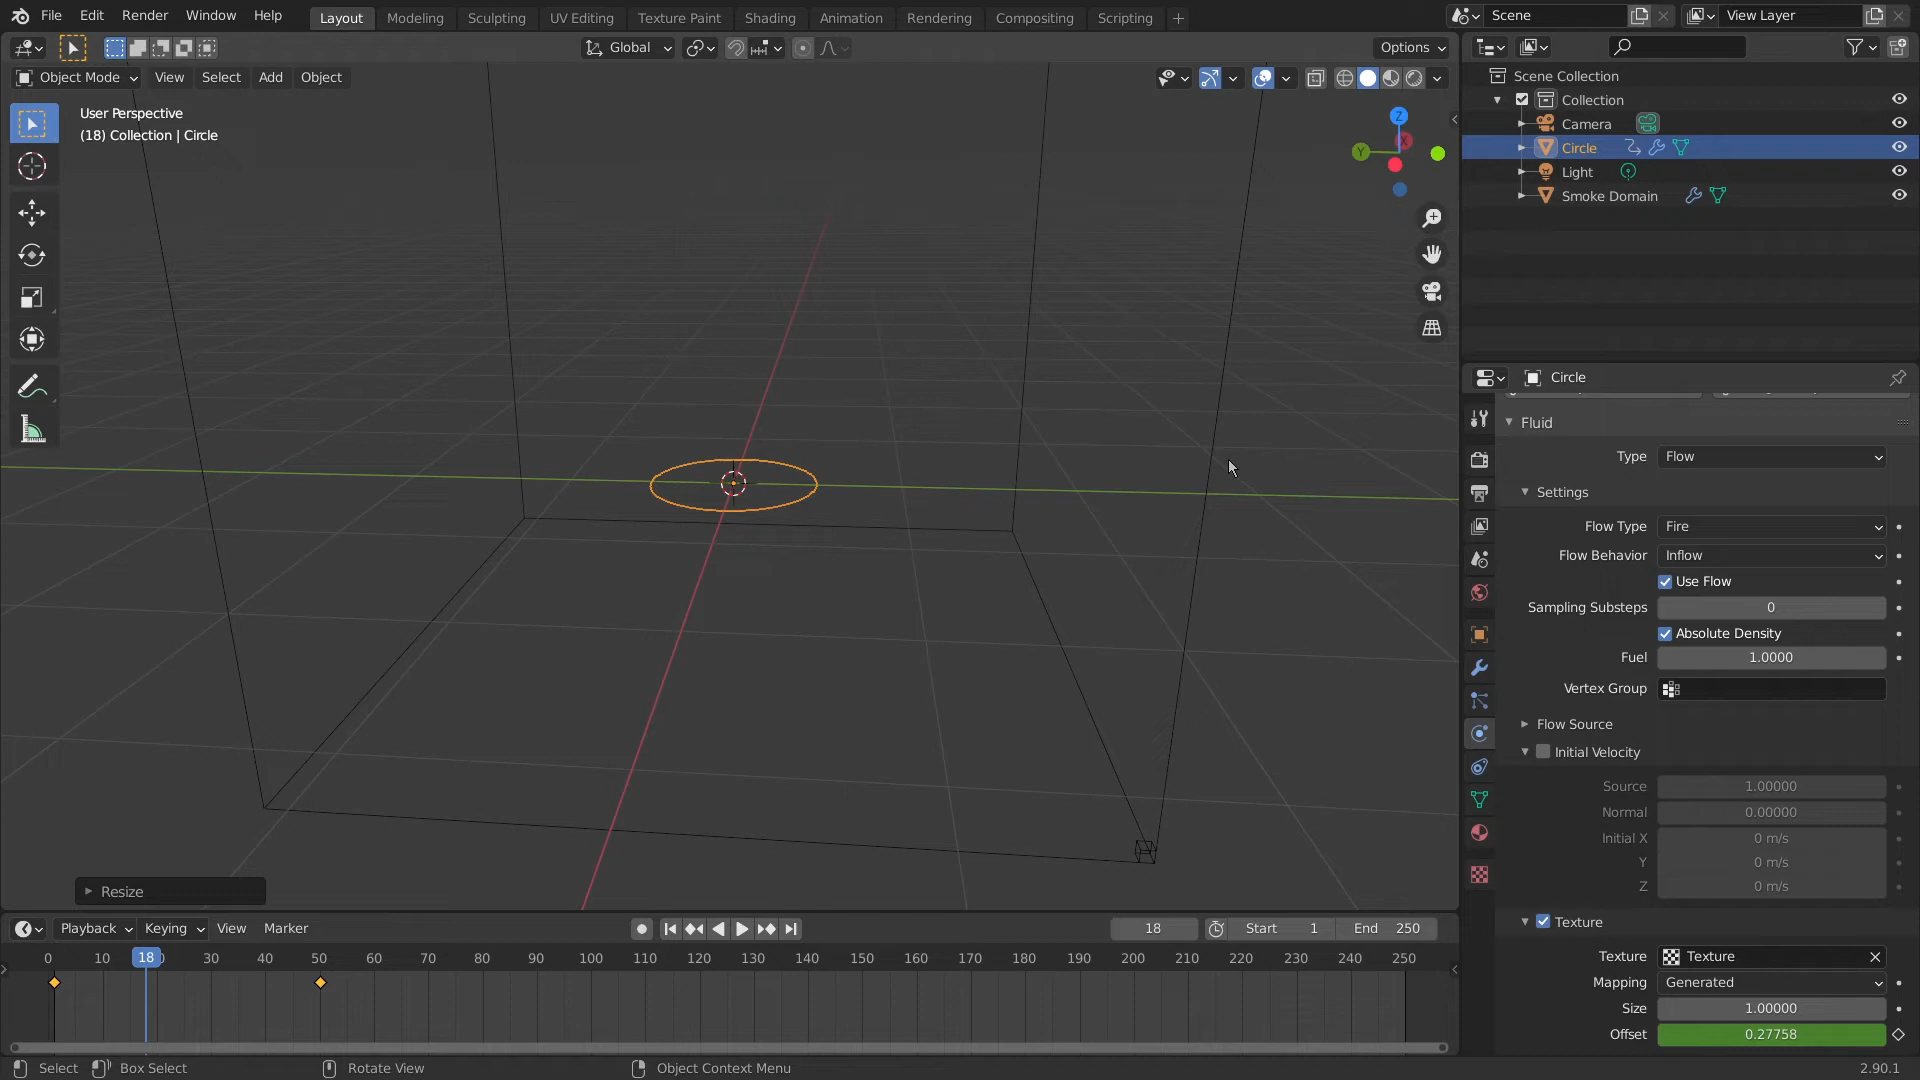 File Edit Render Window Help
Layout Modeling Sculpting UV Editing Texture Paint Shading Animation Rendering Compositing Scripting
Scene
View Layer
Global
Options
Object Mode View Select Add Object
User Perspective
(18) Collection | Circle
Z
X
Y
Resize
Scene Collection
Collection
Camera
Circle
Light
Smoke Domain
Circle
Fluid
Type Flow
Settings
Flow Type Fire
Flow Behavior Inflow
Use Flow
Sampling Substeps 0
Absolute Density
Fuel 1.0000
Vertex Group
Flow Source
Initial Velocity
Source 1.00000
Normal 0.00000
Initial X 0 m/s
Y 0 m/s
Z 0 m/s
Texture
Texture Texture
Mapping Generated
Size 1.00000
Offset 0.27758
Playback Keying View Marker
18 Start 1 End 250
0 10 18 30 40 50 60 70 80 90 100 110 120 130 140 150 160 170 180 190 200 210 220 230 240 250
Select Box Select Rotate View Object Context Menu 2.90.1